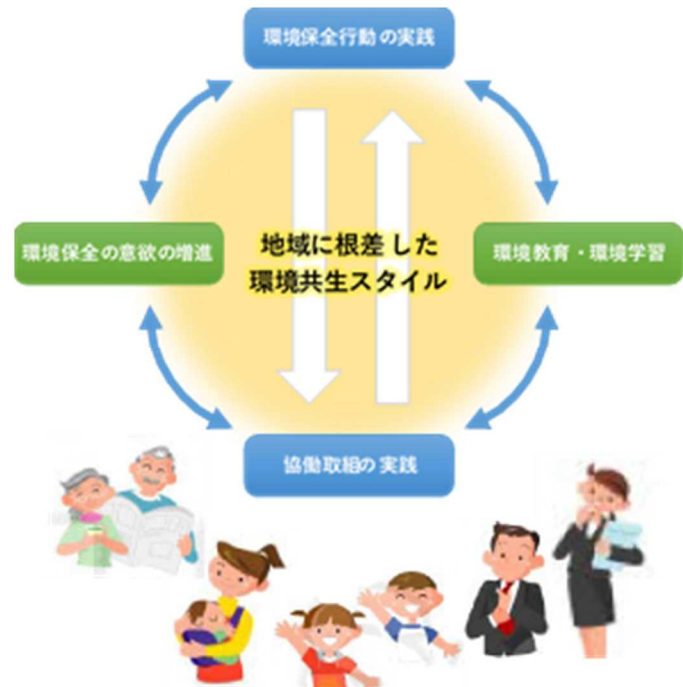 環境保全行動の実践
環境保全の意欲の増進
地域に根差した
環境共生スタイル
環境教育・環境学習
協働取組の実践